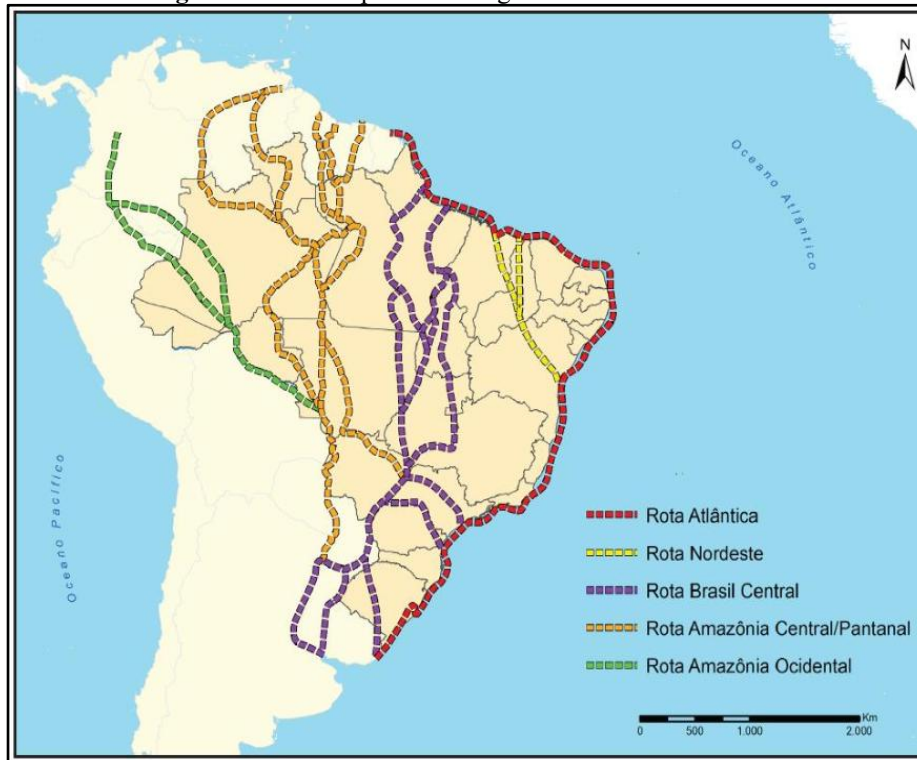 N
Oceano Atlântico
Oceano Pacífico
Rota Atlântica
Rota Nordeste
Rota Brasil Central
Rota Amazônia Central/Pantanal
Rota Amazônia Ocidental
Km
0 500 1.000 2.000